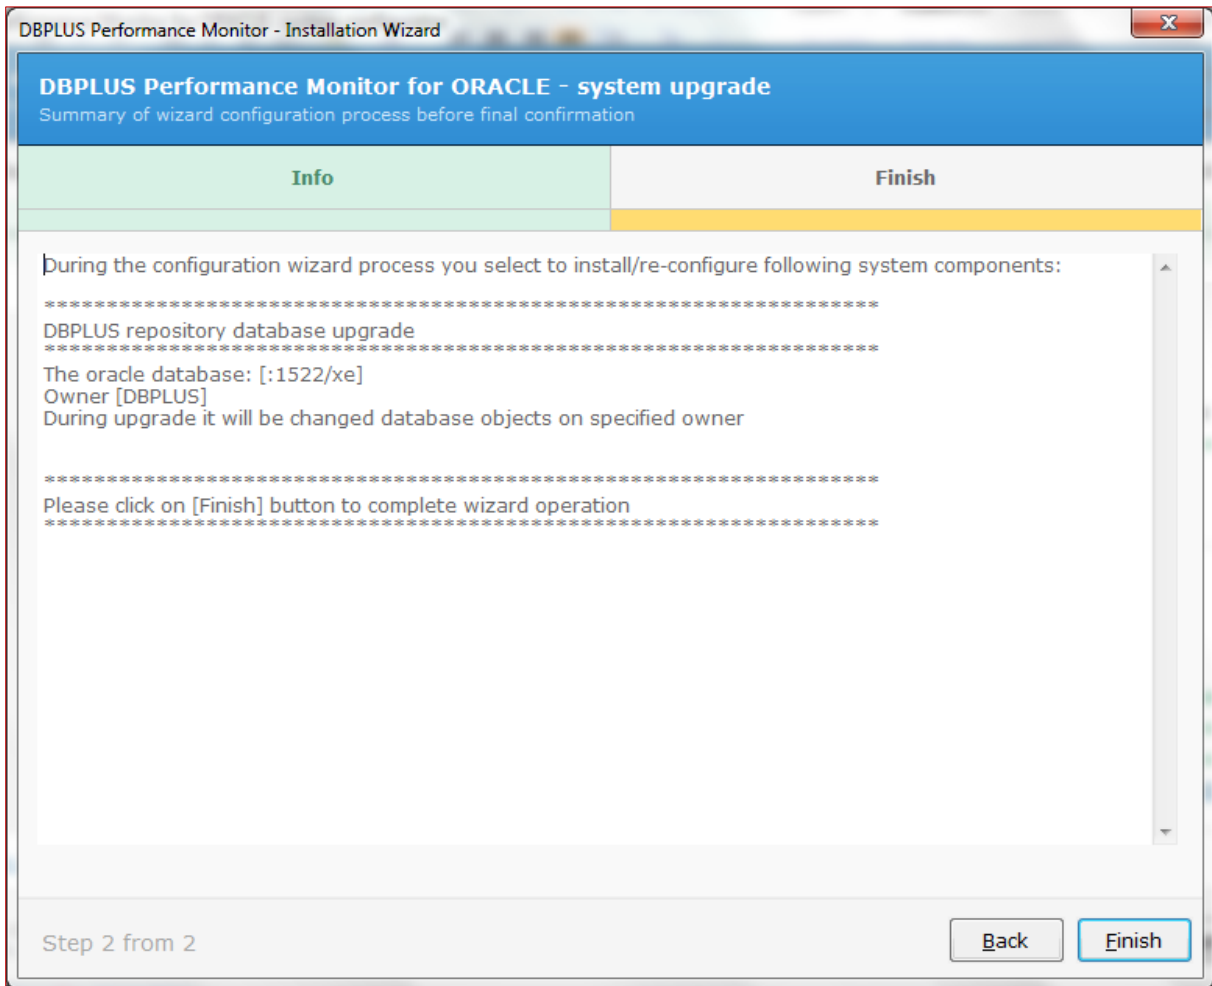 DBPLUS Performance Monitor - Installation Wizard
DBPLUS Performance Monitor for ORACLE - system upgrade
Summary of wizard configuration process before final confirmation
Info
Finish
During the configuration wizard process you select to install/re-configure following system components:
*******************************************************************
DBPLUS repository database upgrade
*******************************************************************
The oracle database: [:1522/xe]
Owner [DBPLUS]
During upgrade it will be changed database objects on specified owner
*******************************************************************
Please click on [Finish] button to complete wizard operation
*******************************************************************
Step 2 from 2
Back
Finish